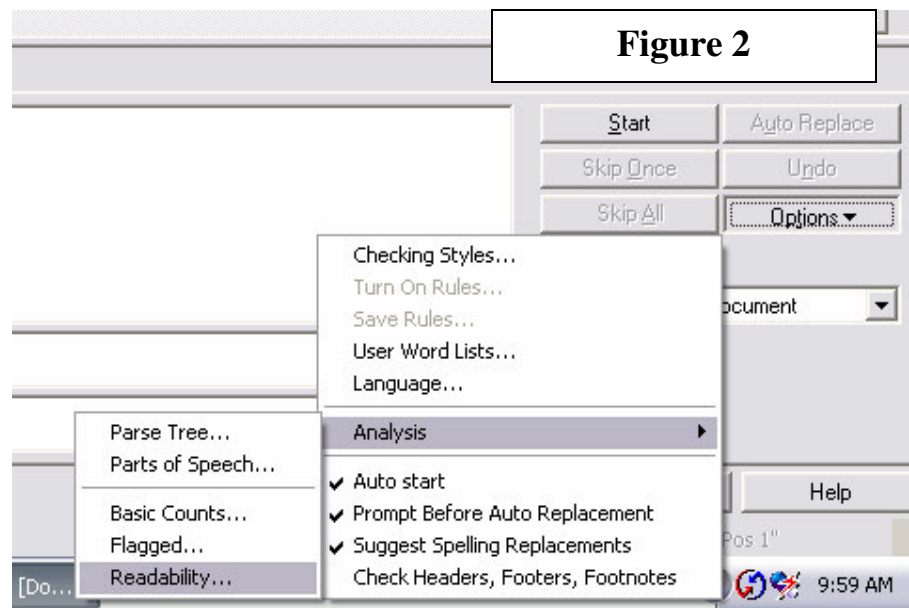 Figure 2
Start
Auto Replace
Skip Once
Undo
Skip All
Options
Checking Styles...
Turn On Rules...
Save Rules...
User Word Lists...
Language...
Analysis
Auto start
Prompt Before Auto Replacement
Suggest Spelling Replacements
Check Headers, Footers, Footnotes
Parse Tree...
Parts of Speech...
Basic Counts...
Flagged...
Readability...
ocument
Help
Pos 1"
[Do...
9:59 AM